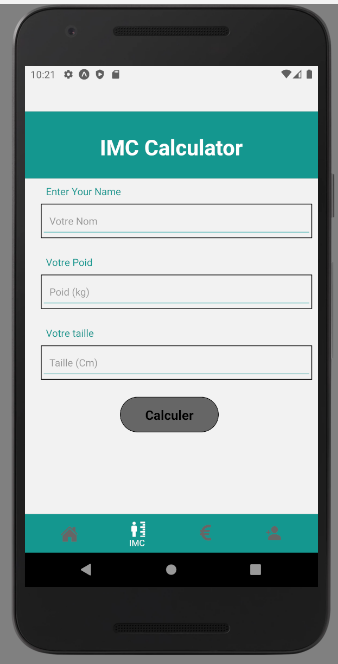 10:21
IMC Calculator
Enter Your Name
Votre Nom
Votre Poid
Poid (kg)
Votre taille
Taille (Cm)
Calculer
IMC